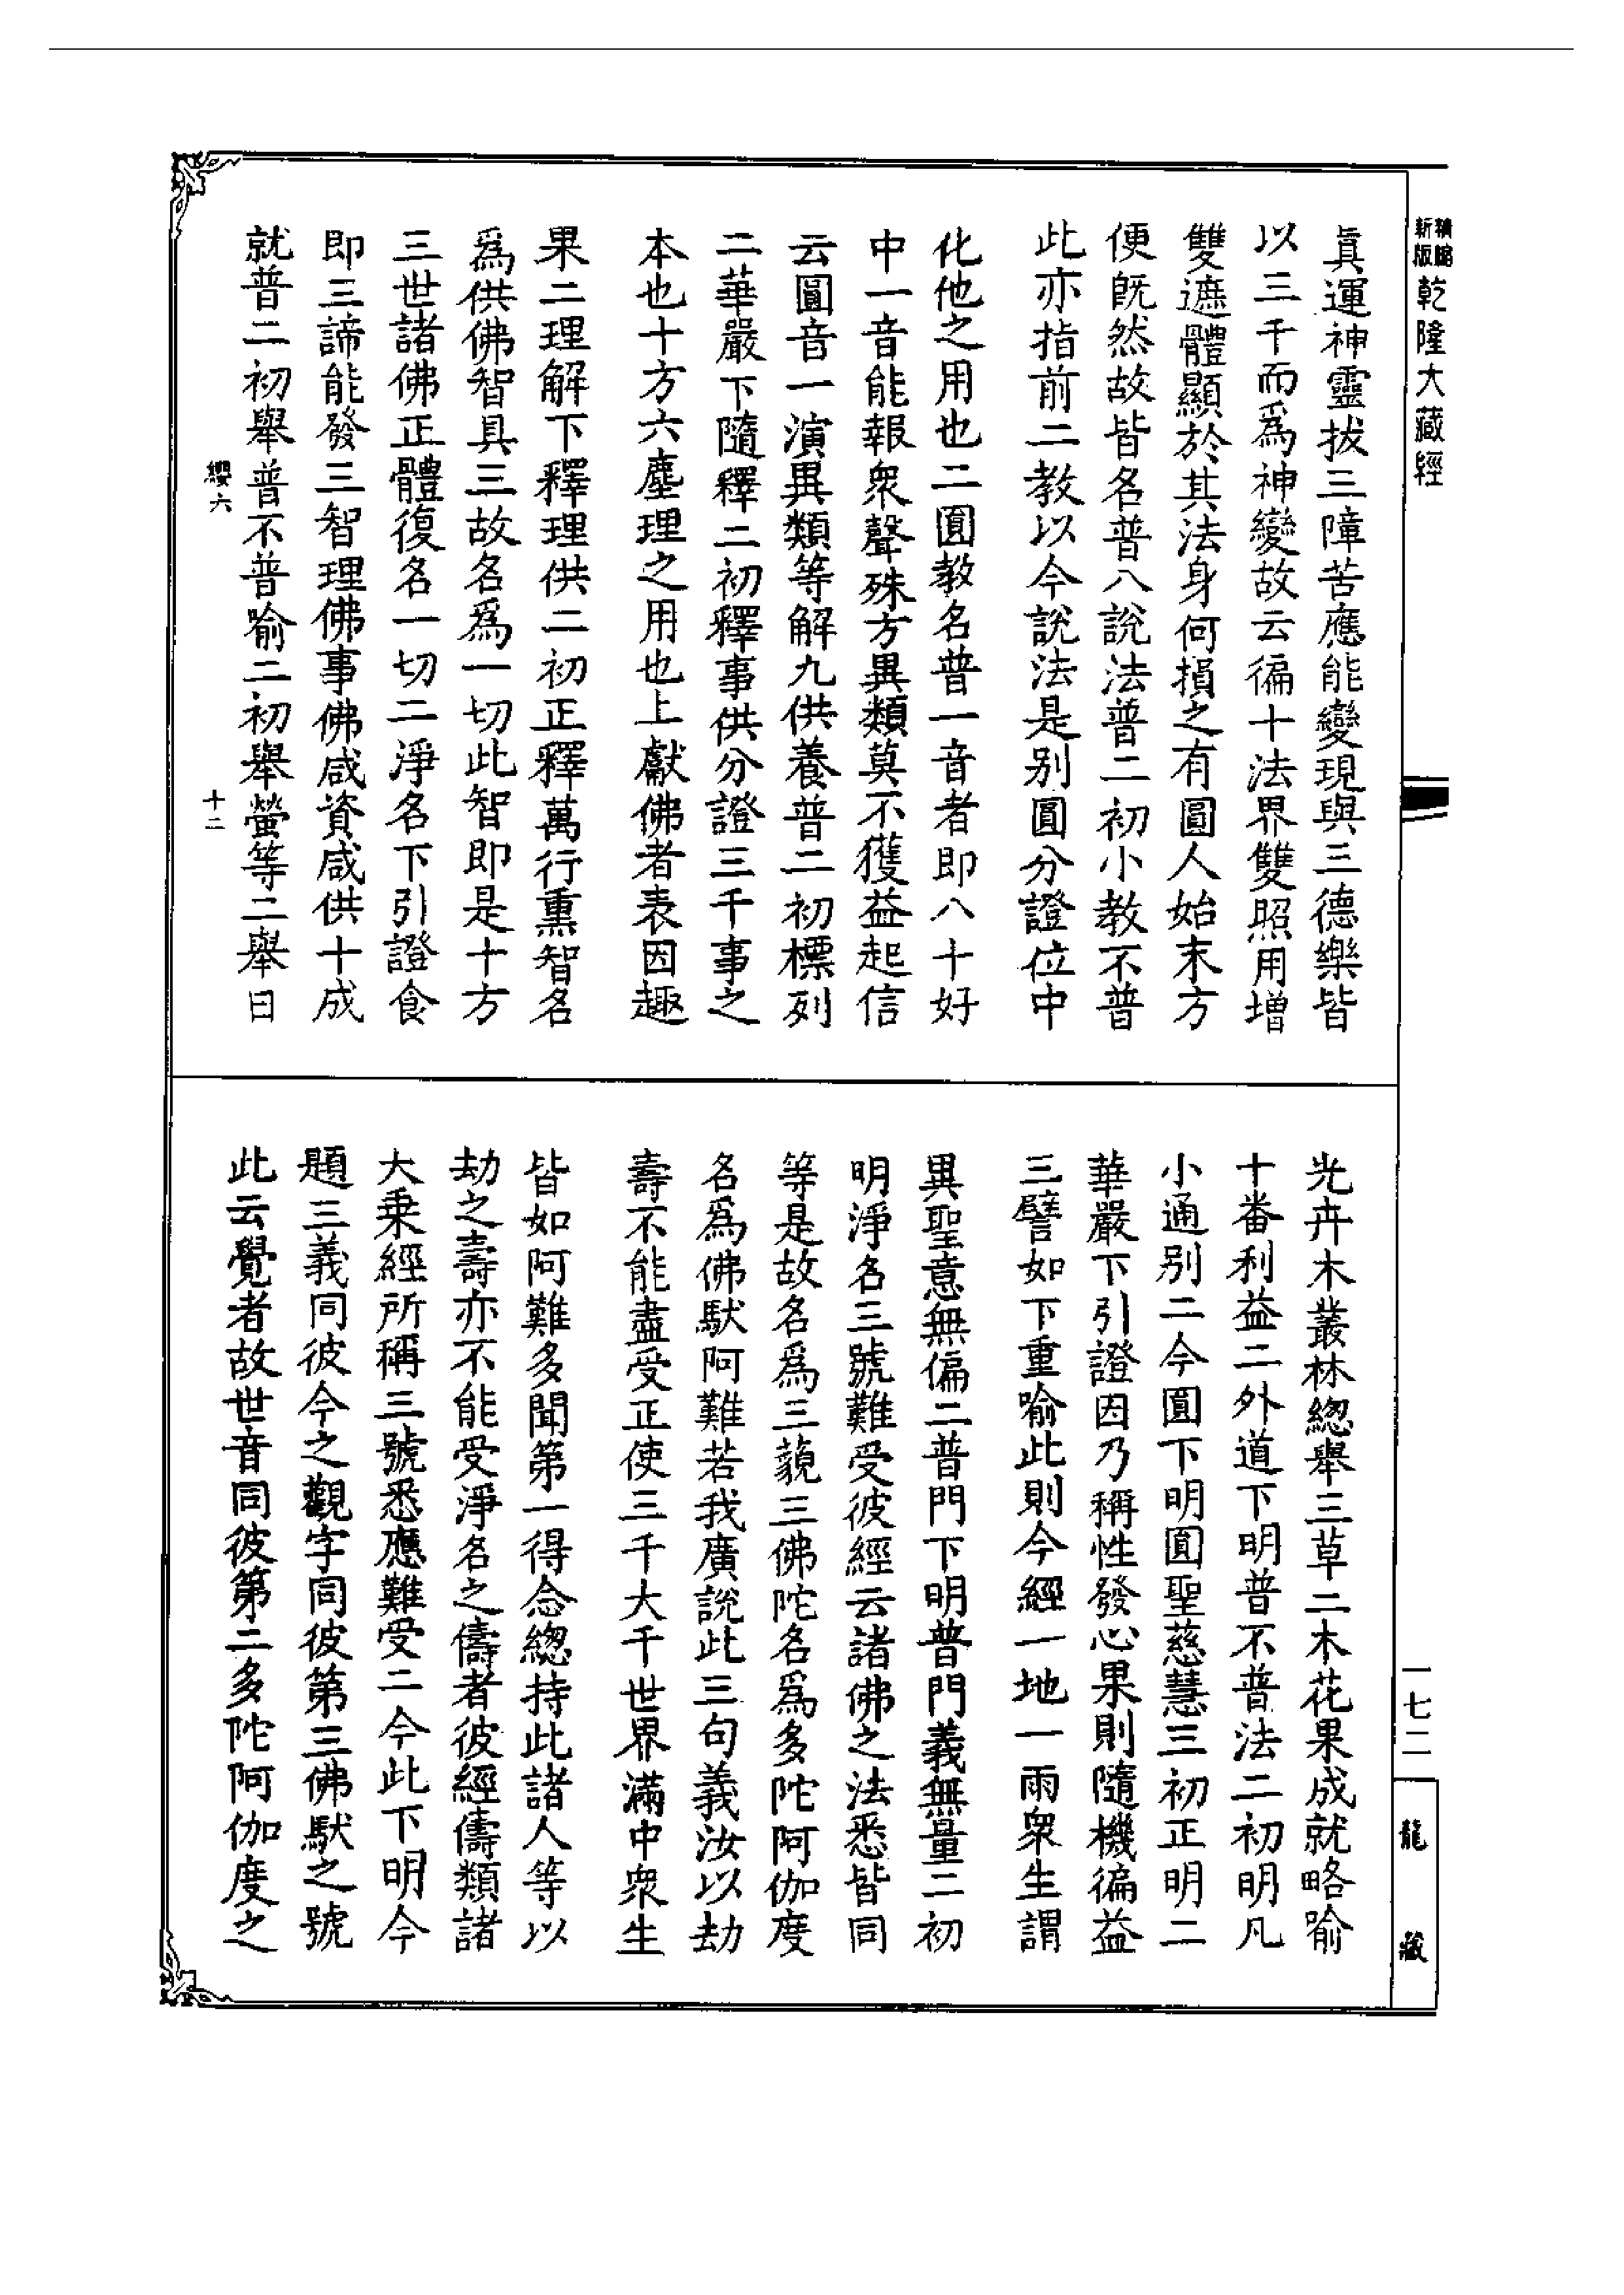 新版
乾隆大藏經
眞運神靈拔三障苦應能變現與三德樂皆
以三千而爲神變故云徧十法界雙照用增
雙遮體顯於其法身何損之有圓人始末方
便既然故皆名普八說法普二初小教不普
此亦指前二教以今說法是別圓分證位中
化他之用也二圓教名普一音者即八十好
中一音能報衆聲殊方異類莫不獲益起信
云圓音一演異類等解九供養普二初標列
二華嚴下隨釋二初釋事供分證三千事之
本也十方六塵理之用也上獻佛者表因趣
果二理解下釋理供二初正釋萬行熏智名
爲供佛智具三故名爲一切此智即是十方
三世諸佛正體復名一切二淨名下引證食
即三諦能發三智理佛事佛咸資咸供十成
就普二初舉普不普喻二初舉螢等二舉日
纓六
十二
光卉木叢林總舉三草二木花果成就略喻
十番利益二外道下明普不普法二初明凡
小通別二今圓下明圓聖慈慧三初正明二
華嚴下引證因乃稱性發心果則隨機徧益
三譬如下重喻此則今經一地一雨衆生謂
異聖意無偏二普門下明普門義無量二初
明淨名三號難受彼經云諸佛之法悉皆同
等是故名爲三藐三佛陀名爲多陀阿伽度
名爲佛馱阿難若我廣說此三句義汝以劫
壽不能盡受正使三千大千世界滿中衆生
皆如阿難多聞第一得念總持此諸人等以
劫之壽亦不能受淨名之儔者彼經儔類諸
大乘經所稱三號悉應難受二今此下明今
題三義同彼今之觀字同彼第三佛馱之號
此云覺者故世音同彼第二多陀阿伽度之
一七二
龍藏